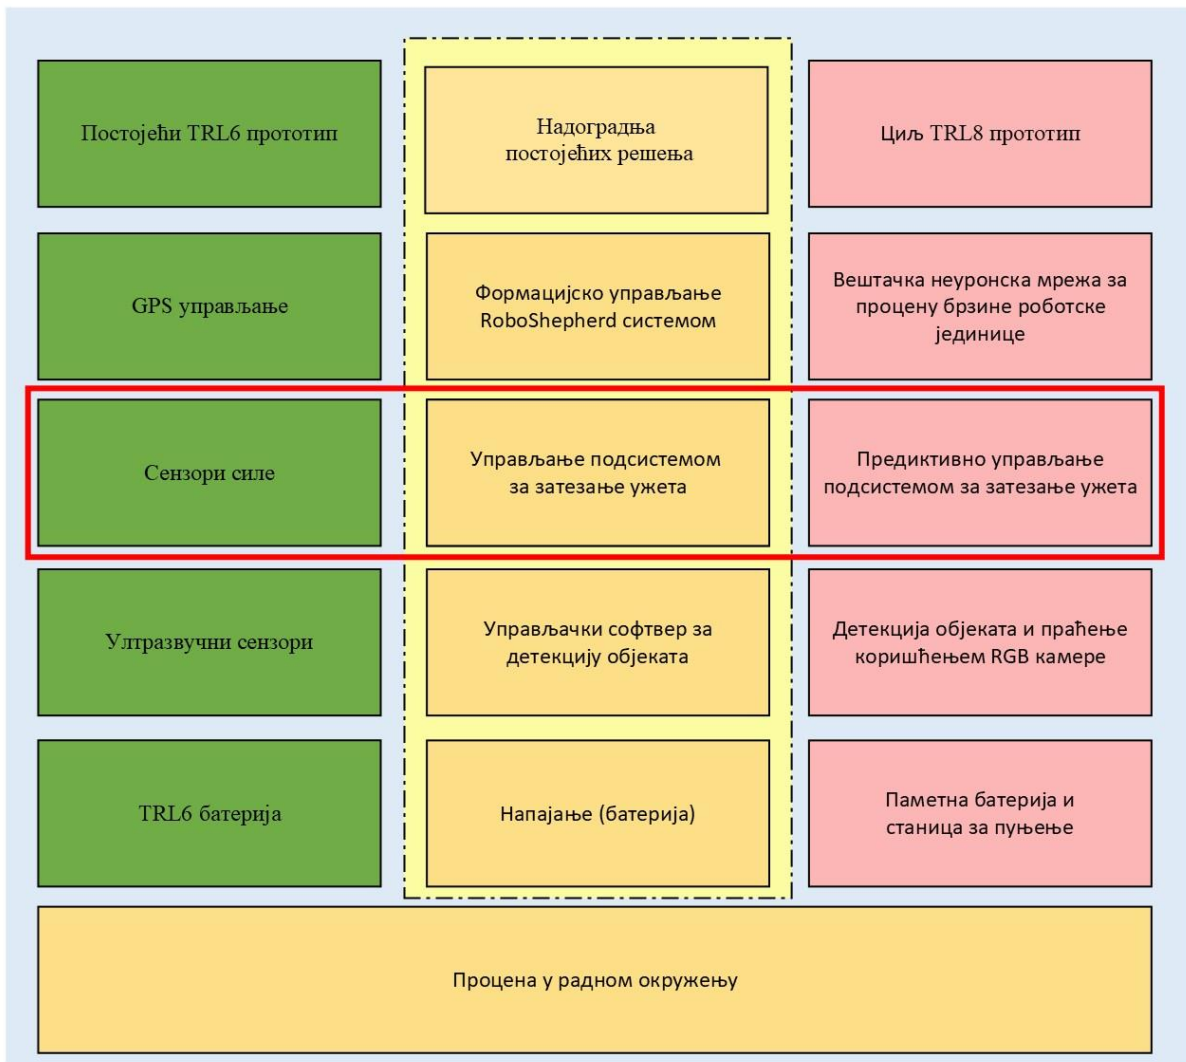 Постојећи TRL6 прототип
Надоградња
постојећих решења
Циљ TRL8 прототип
GPS управљање
Формацијско управљање
RoboShepherd системом
Вештачка неуронска мрежа за
процену брзине роботске
јединице
Сензори силе
Управљање подсистемом
за затезање ужета
Предиктивно управљање
подсистемом за затезање ужета
Ултразвучни сензори
Управљачки софтвер за
детекцију објеката
Детекција објеката и праћење
коришћењем RGB камере
TRL6 батерија
Напајање (батерија)
Паметна батерија и
станица за пуњење
Процена у радном окружењу